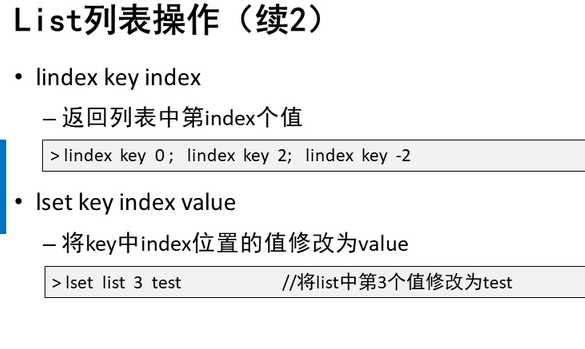 List列表操作（续2）
• lindex key index
– 返回列表中第index个值
>lindex key 0; lindex key 2; lindex key -2
• lset key index value
– 将key中index位置的值修改为value
>lset list 3 test //将list中第3个值修改为test